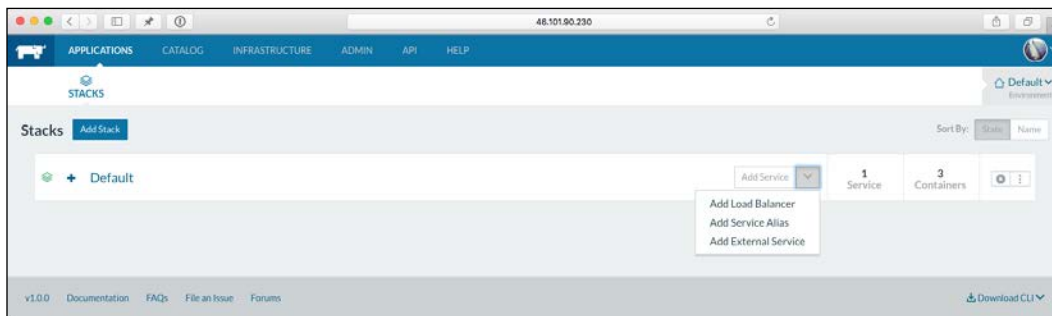 46.101.90.230
APPLICATIONS CATALOG INFRASTRUCTURE ADMIN API HELP
STACKS
Default
Environment
Stacks Add Stack Sort By: State Name
Default Add Service 1 Service 3 Containers
Add Load Balancer
Add Service Alias
Add External Service
v1.0.0 Documentation FAQs File an Issue Forums Download CLI